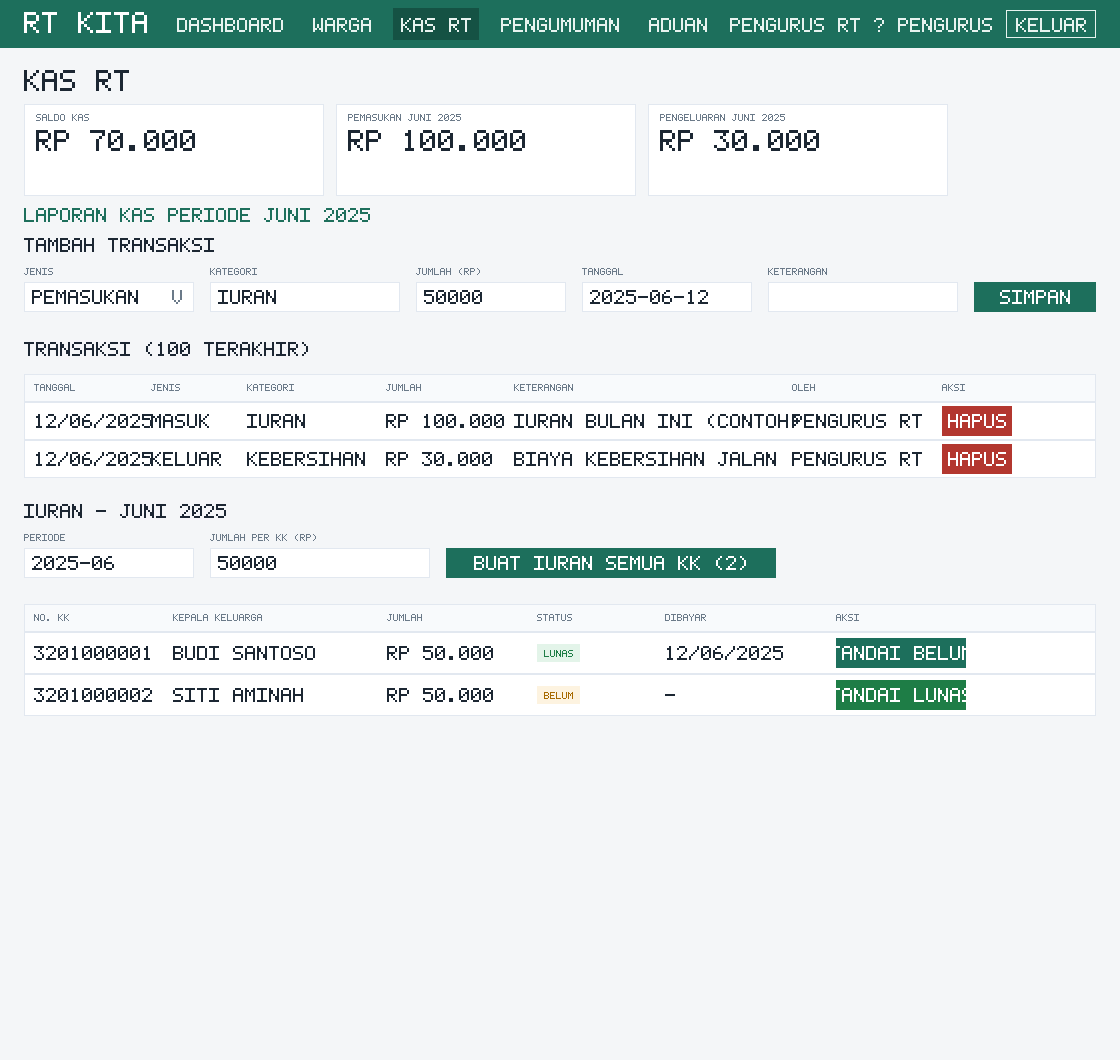 RT KITA DASHBOARD WARGA KAS RT PENGUMUMAN ADUAN PENGURUS RT ? PENGURUS KELUAR
KAS RT
SALDO KAS PEMASUKAN JUNI 2025 PENGELUARAN JUNI 2025
RP 70.000 RP 100.000 RP 30.000
LAPORAN KAS PERIODE JUNI 2025
TAMBAH TRANSAKSI
JENIS KATEGORI JUMLAH (RP) TANGGAL KETERANGAN
PEMASUKAN V IURAN 50000 2025-06-12 SIMPAN
TRANSAKSI (100 TERAKHIR)
TANGGAL JENIS KATEGORI JUMLAH KETERANGAN OLEH AKSI
12/06/2025 MASUK IURAN RP 100.000 IURAN BULAN INI (CONTOH PENGURUS RT HAPUS
12/06/2025 KELUAR KEBERSIHAN RP 30.000 BIAYA KEBERSIHAN JALAN PENGURUS RT HAPUS
IURAN - JUNI 2025
PERIODE JUMLAH PER KK (RP)
2025-06 50000 BUAT IURAN SEMUA KK (2)
NO. KK KEPALA KELUARGA JUMLAH STATUS DIBAYAR AKSI
3201000001 BUDI SANTOSO RP 50.000 LUNAS 12/06/2025 TANDAI BELUM
3201000002 SITI AMINAH RP 50.000 BELUM - TANDAI LUNAS